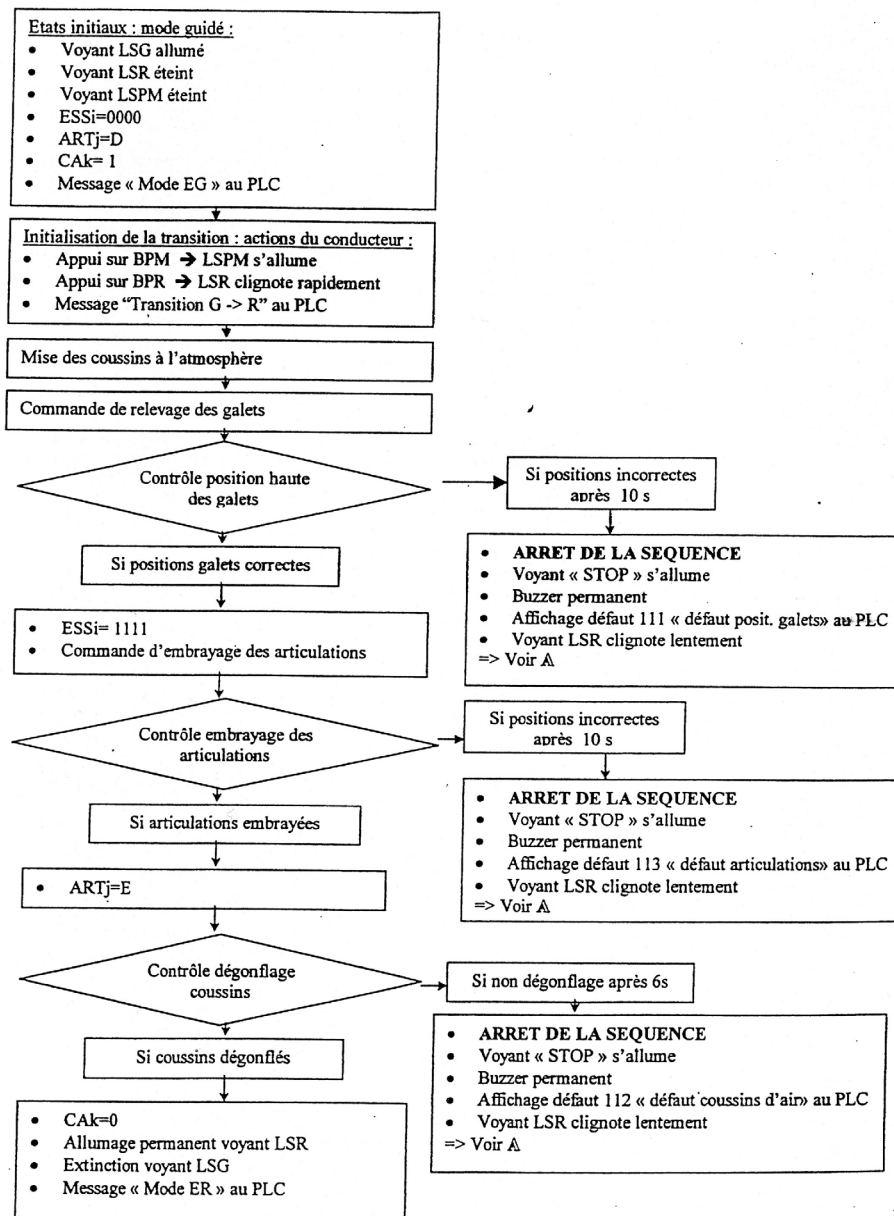 Etats initiaux : mode guidé :
• Voyant LSG allumé
• Voyant LSR éteint
• Voyant LSPM éteint
• ESSi=0000
• ARTj=D
• CAk= 1
• Message « Mode EG » au PLC
Initialisation de la transition : actions du conducteur :
• Appui sur BPM ➔ LSPM s'allume
• Appui sur BPR ➔ LSR clignote rapidement
• Message "Transition G -> R" au PLC
Mise des coussins à l'atmosphère
Commande de relevage des galets
Contrôle position haute
des galets
Si positions incorrectes
après 10 s
Si positions galets correctes
• ARRET DE LA SEQUENCE
• Voyant « STOP » s'allume
• Buzzer permanent
• Affichage défaut 111 « défaut posit. galets» au PLC
• Voyant LSR clignote lentement
=> Voir A
• ESSi= 1111
• Commande d'embrayage des articulations
Contrôle embrayage des
articulations
Si positions incorrectes
après 10 s
Si articulations embrayées
• ARRET DE LA SEQUENCE
• Voyant « STOP » s'allume
• Buzzer permanent
• Affichage défaut 113 « défaut articulations» au PLC
• Voyant LSR clignote lentement
=> Voir A
• ARTj=E
Contrôle dégonflage
coussins
Si non dégonflage après 6s
Si coussins dégonflés
• ARRET DE LA SEQUENCE
• Voyant « STOP » s'allume
• Buzzer permanent
• Affichage défaut 112 « défaut coussins d'air» au PLC
• Voyant LSR clignote lentement
=> Voir A
• CAk=0
• Allumage permanent voyant LSR
• Extinction voyant LSG
• Message « Mode ER » au PLC